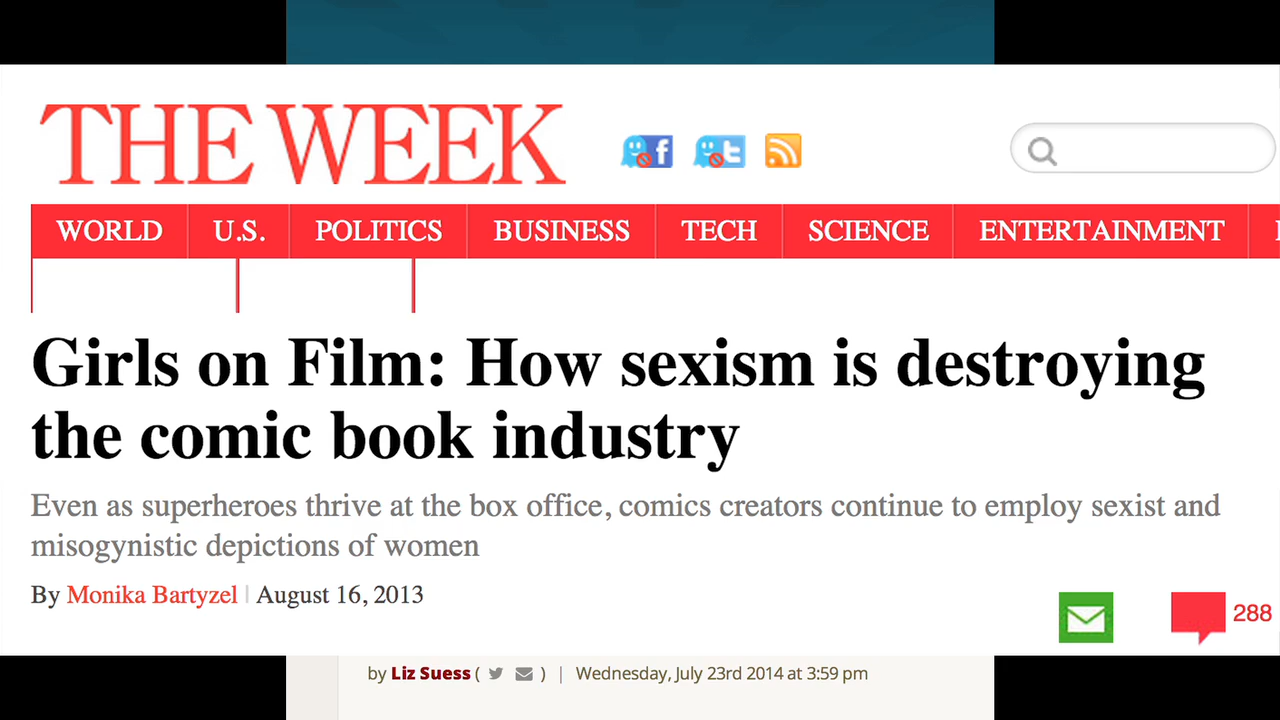 THE WEEK
WORLD U.S. POLITICS BUSINESS TECH SCIENCE ENTERTAINMENT
Girls on Film: How sexism is destroying
the comic book industry
Even as superheroes thrive at the box office, comics creators continue to employ sexist and
misogynistic depictions of women
By Monika Bartyzel | August 16, 2013
288
by Liz Suess ( ) | Wednesday, July 23rd 2014 at 3:59 pm